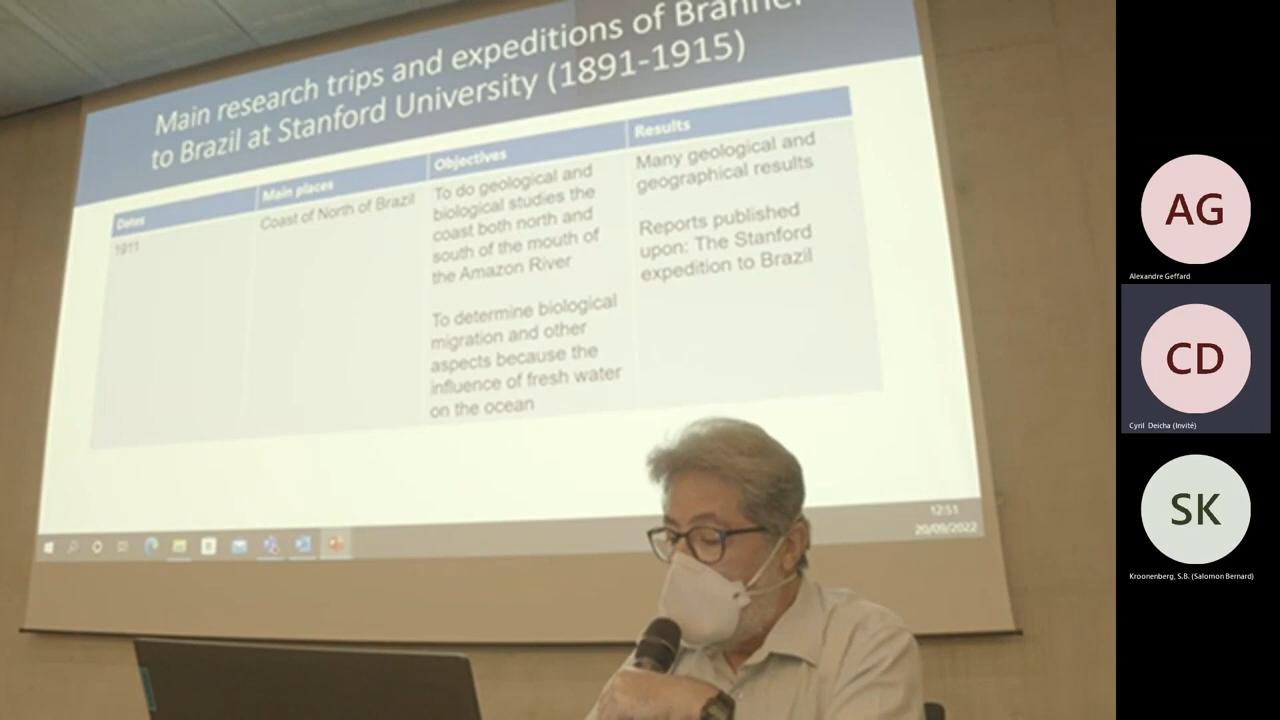 Main research trips and expeditions of Branner
to Brazil at Stanford University (1891-1915)
Dates
Main places
Objectives
Results
1911
Coast of North of Brazil
To do geological and
biological studies the
coast both north and
south of the mouth of
the Amazon River
To determine biological
migration and other
aspects because the
influence of fresh water
on the ocean
Many geological and
geographical results
Reports published
upon: The Stanford
expedition to Brazil
12:51
20/09/2022
AG
Alexandre Geffard
CD
Cyril Deicha (Invité)
SK
Kroonenberg, S.B. (Salomon Bernard)